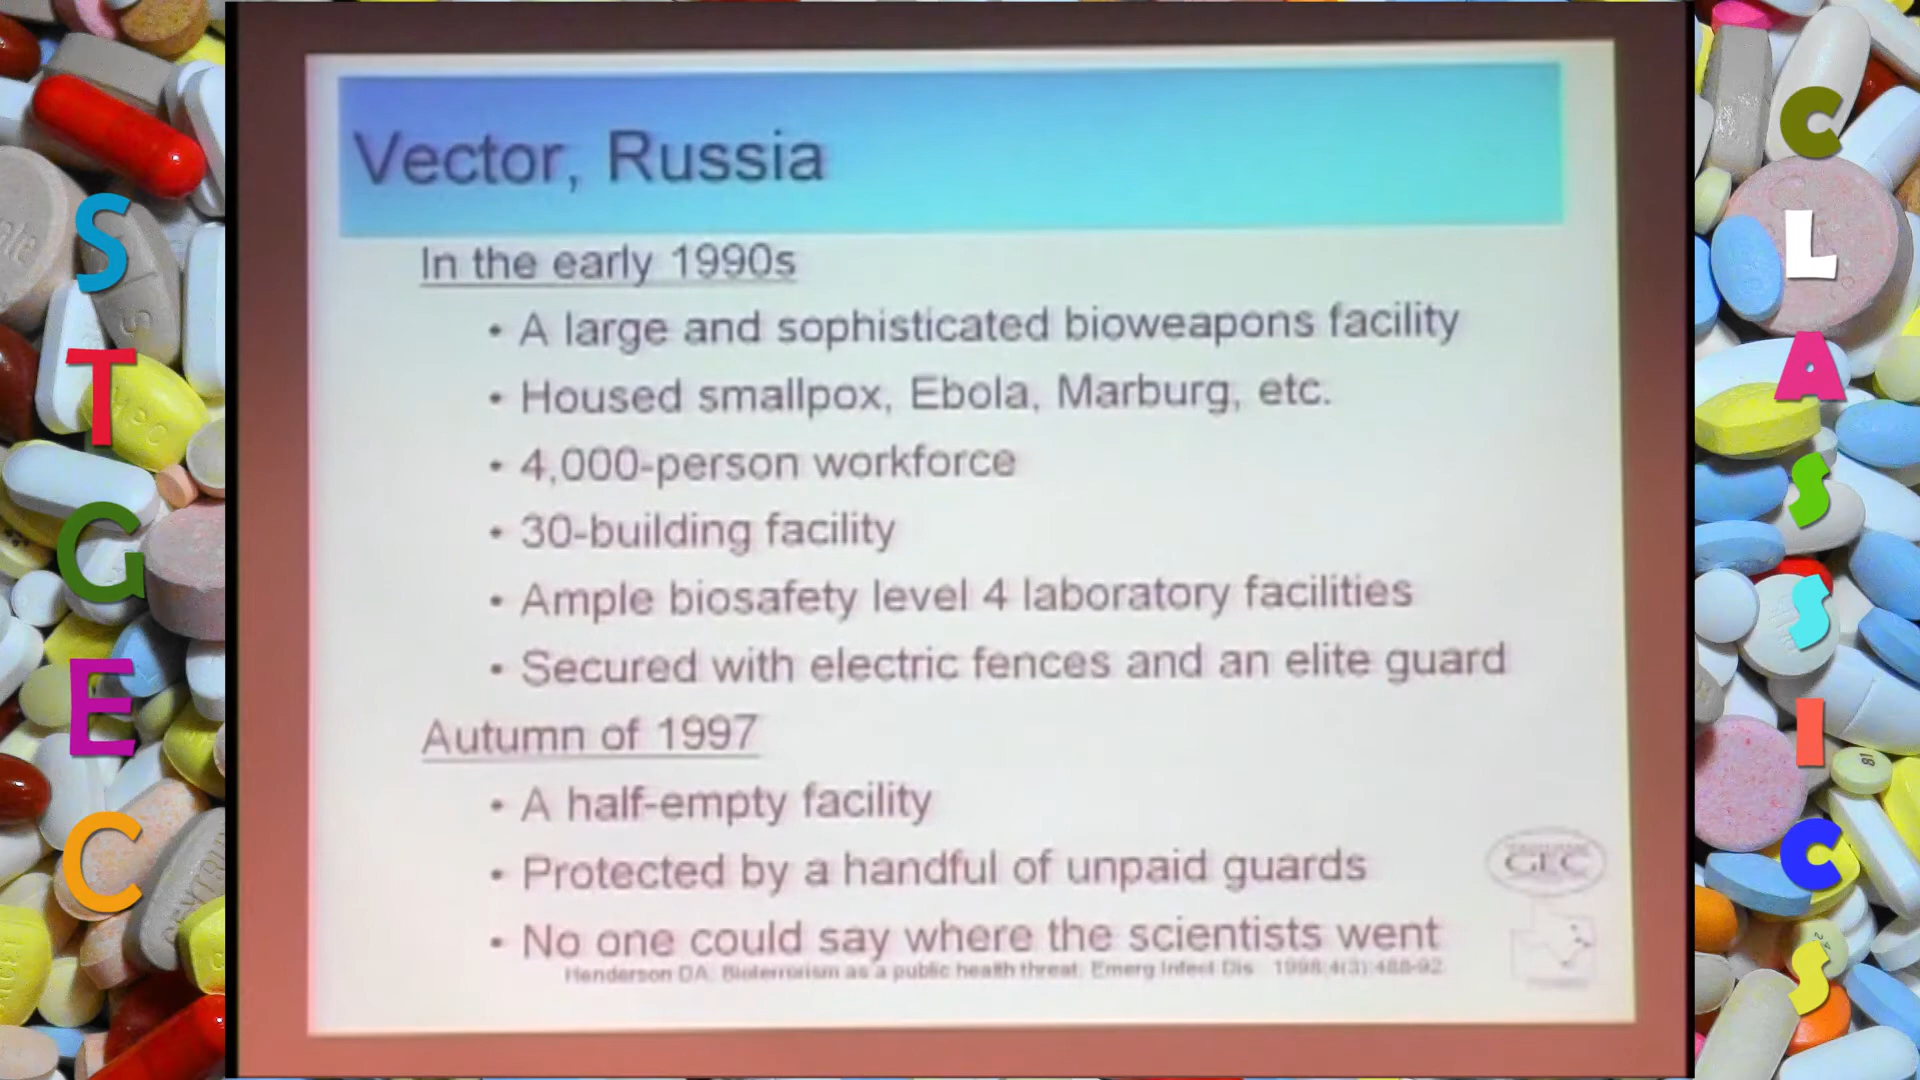 Vector, Russia
In the early 1990s
• A large and sophisticated bioweapons facility
• Housed smallpox, Ebola, Marburg, etc.
• 4,000-person workforce
• 30-building facility
• Ample biosafety level 4 laboratory facilities
• Secured with electric fences and an elite guard
Autumn of 1997
• A half-empty facility
• Protected by a handful of unpaid guards
• No one could say where the scientists went
Henderson DA. Bioterrorism as a public health threat. Emerg Infect Dis. 1998;4(3):488-92.
GEC
STGEC
CLASSICS